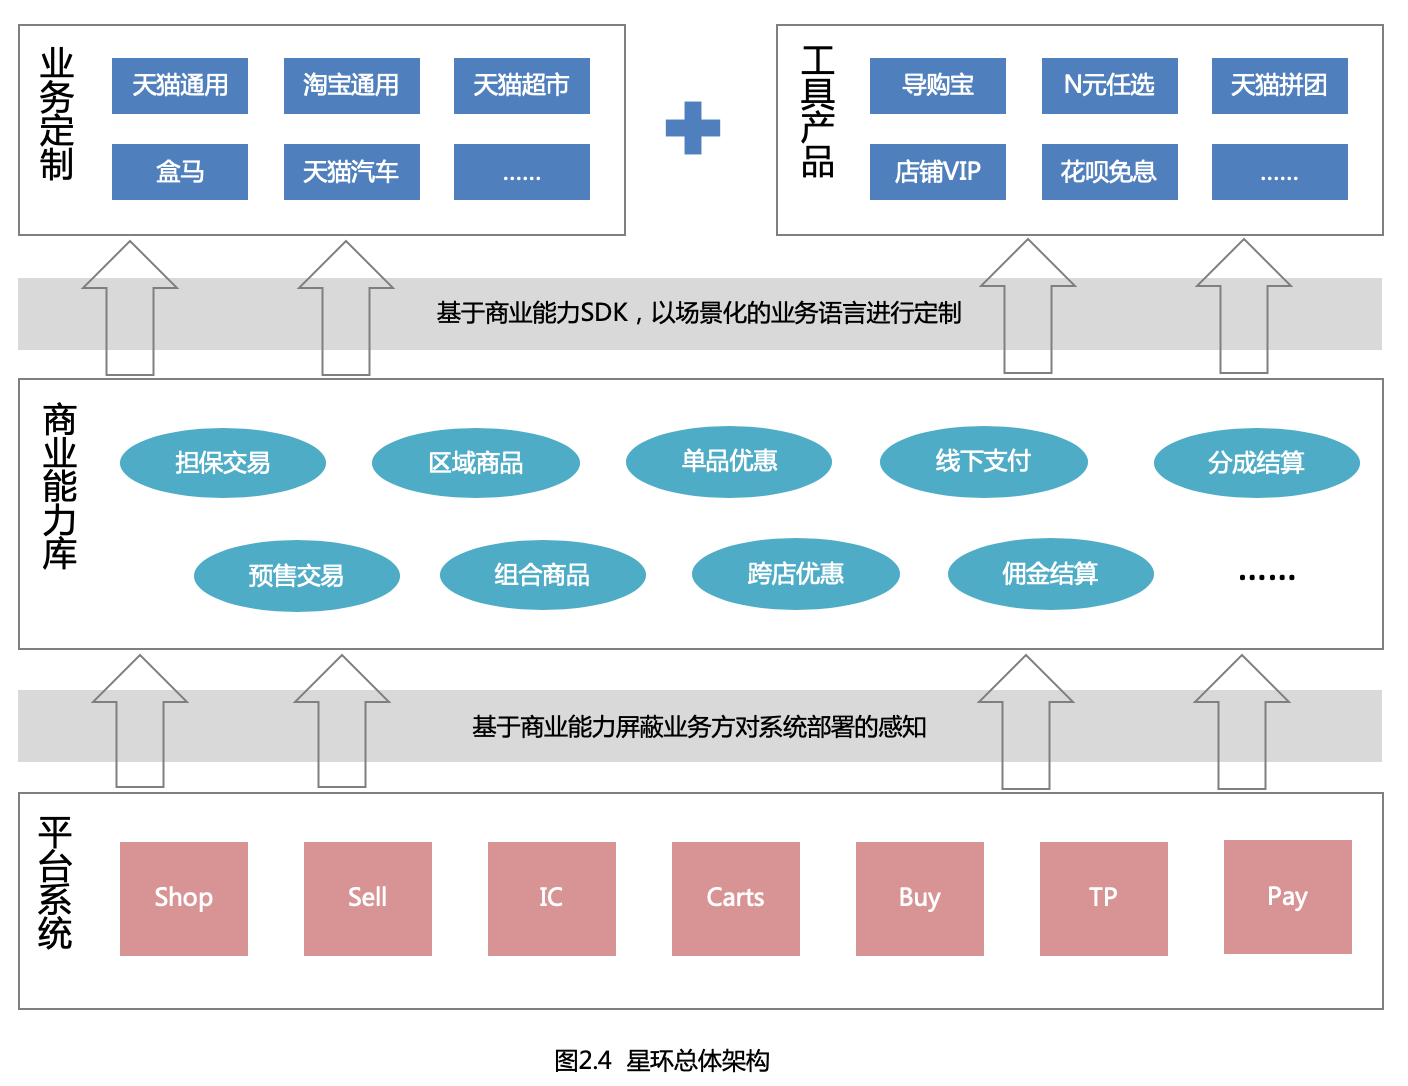 业务定制
天猫通用
淘宝通用
天猫超市
盒马
天猫汽车
......
工具产品
导购宝
N元任选
天猫拼团
店铺VIP
花呗免息
......
基于商业能力SDK，以场景化的业务语言进行定制
商业能力库
担保交易
区域商品
单品优惠
线下支付
分成结算
预售交易
组合商品
跨店优惠
佣金结算
......
基于商业能力屏蔽业务方对系统部署的感知
平台系统
Shop
Sell
IC
Carts
Buy
TP
Pay
图2.4 星环总体架构